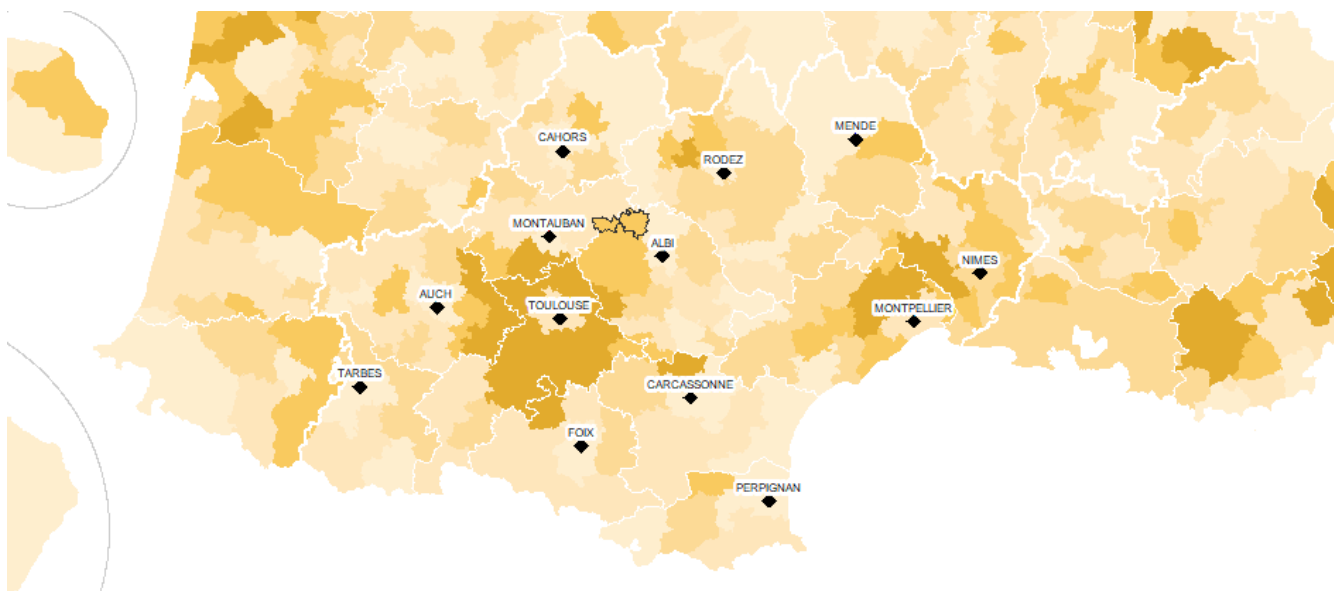 MENDE
CAHORS
RODEZ
MONTAUBAN
ALBI
NIMES
AUCH
TOULOUSE
MONTPELLIER
TARBES
CARCASSONNE
FOIX
PERPIGNAN